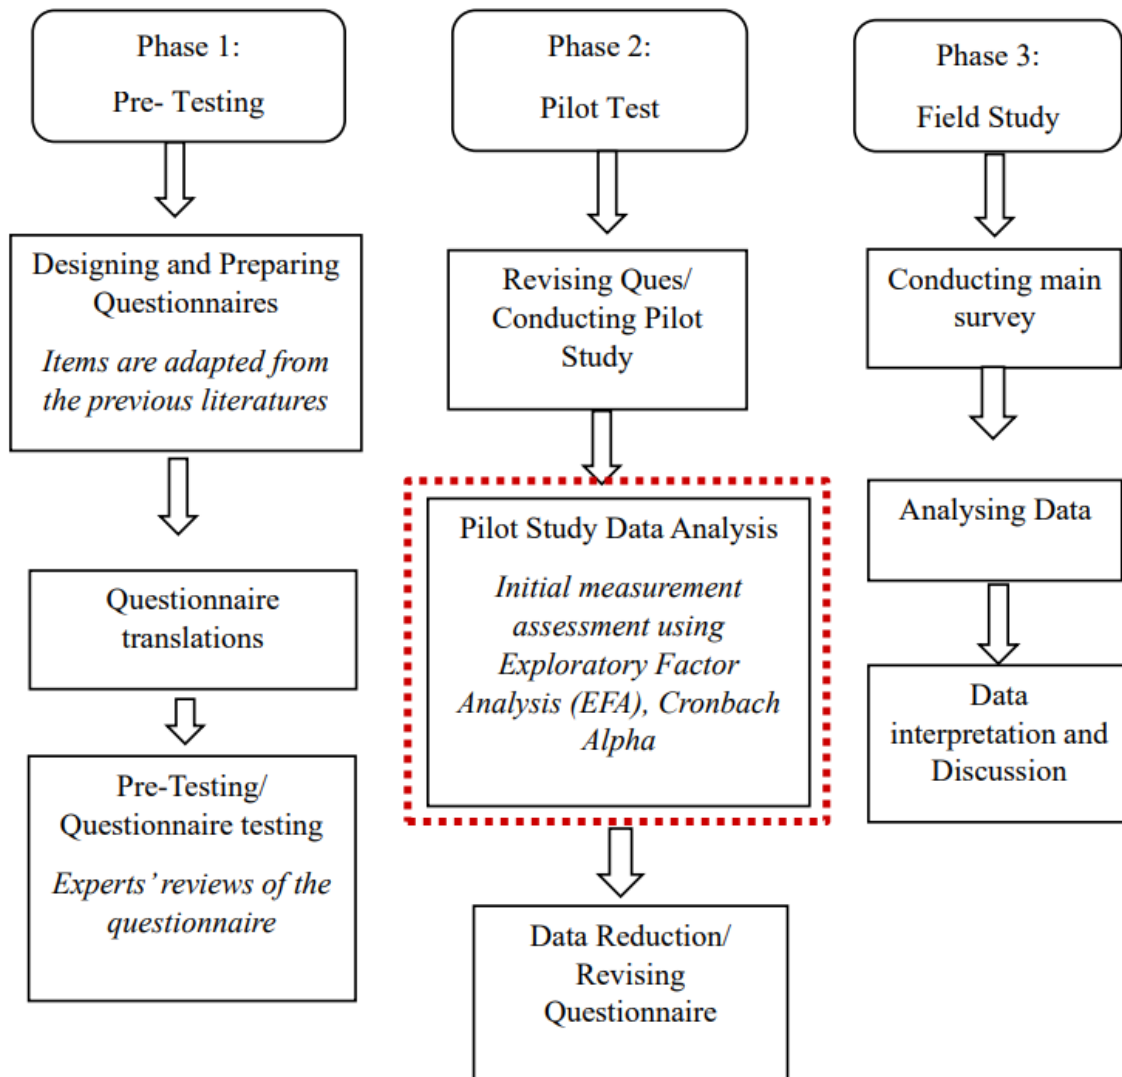 Phase 1:
Pre- Testing
Designing and Preparing
Questionnaires
Items are adapted from
the previous literatures
Questionnaire
translations
Pre-Testing/
Questionnaire testing
Experts’ reviews of the
questionnaire
Phase 2:
Pilot Test
Revising Ques/
Conducting Pilot
Study
Pilot Study Data Analysis
Initial measurement
assessment using
Exploratory Factor
Analysis (EFA), Cronbach
Alpha
Data Reduction/
Revising
Questionnaire
Phase 3:
Field Study
Conducting main
survey
Analysing Data
Data
interpretation and
Discussion